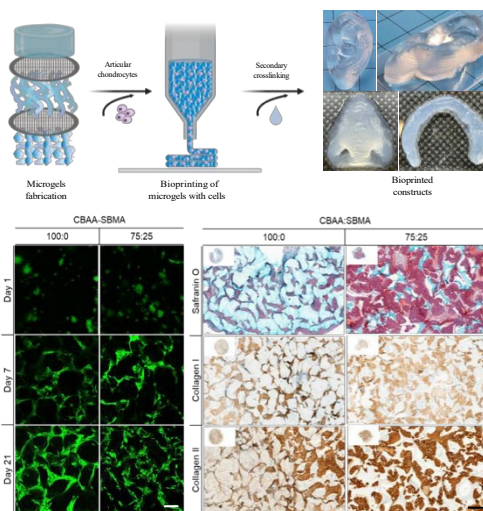 Articular
chondrocytes
Secondary
crosslinking
Microgels
fabrication
Bioprinting of
microgels with cells
Bioprinted
constructs
CBAA-SBMA
100:0
75:25
Day 1
Day 7
Day 21
CBAA:SBMA
100:0
75:25
Safranin O
Collagen I
Collagen II